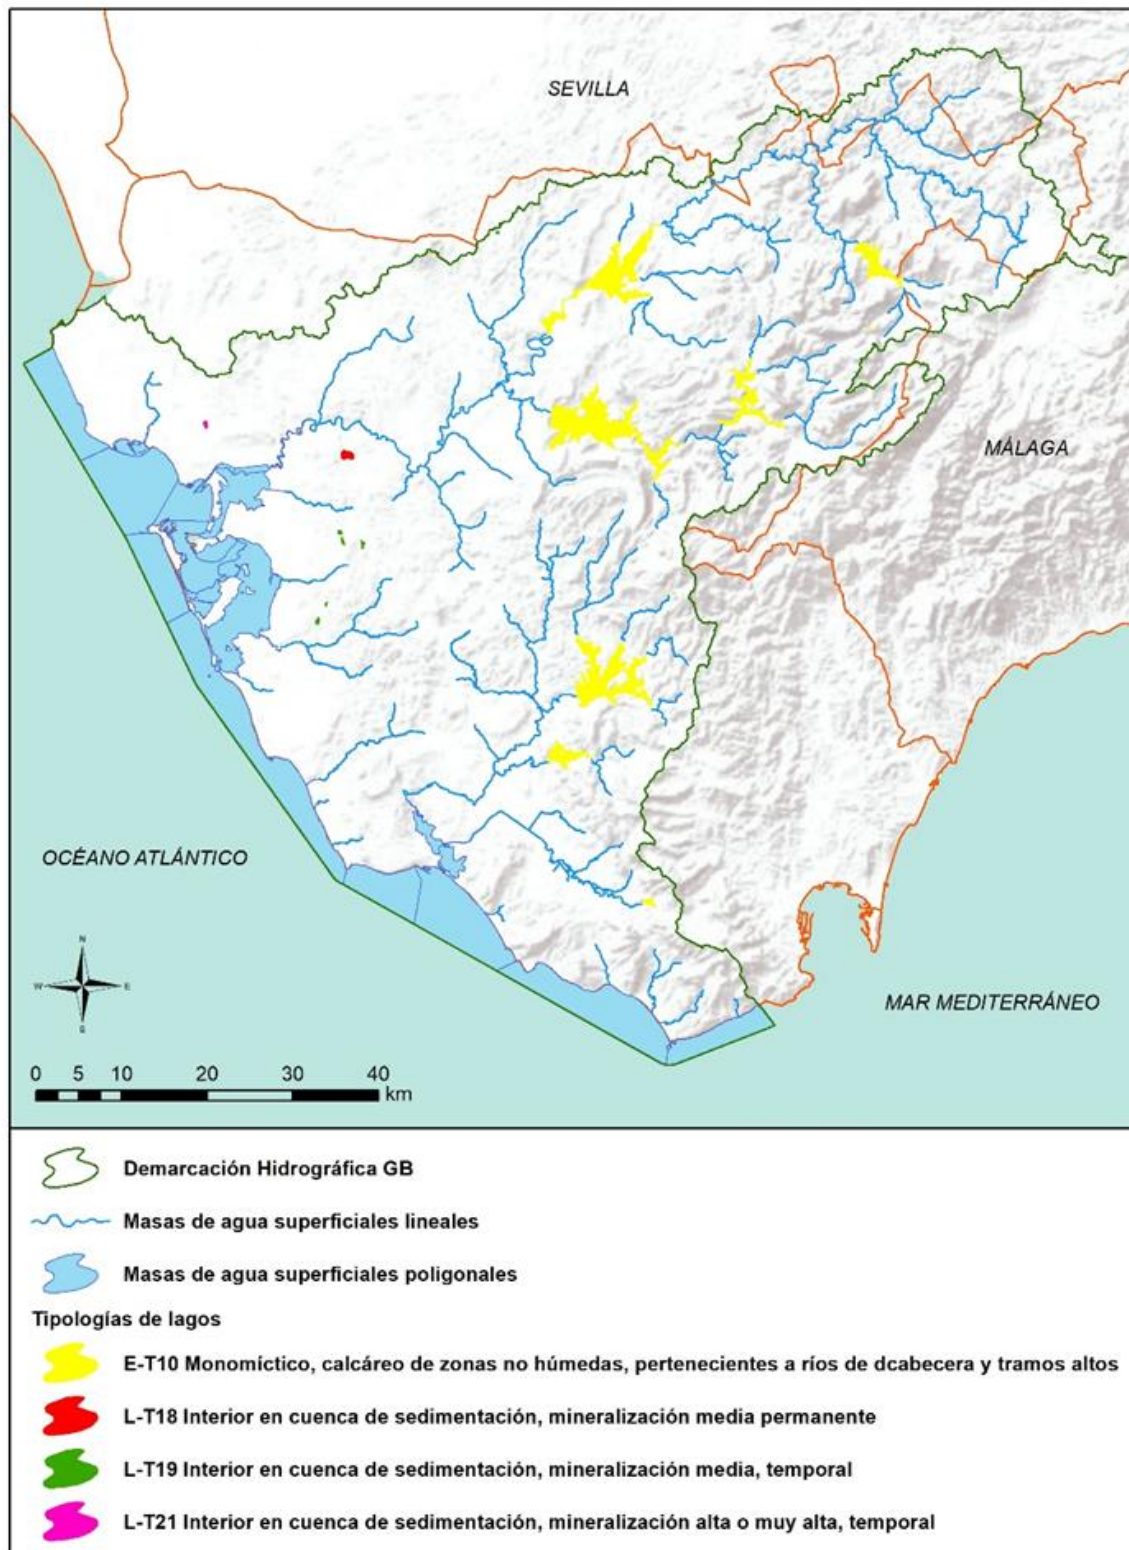 SEVILLA
MÁLAGA
OCÉANO ATLÁNTICO
N
W E
S
MAR MEDITERRÁNEO
0 5 10 20 30 40
km
Demarcación Hidrográfica GB
Masas de agua superficiales lineales
Masas de agua superficiales poligonales
Tipologías de lagos
E-T10 Monomíctico, calcáreo de zonas no húmedas, pertenecientes a ríos de dcabecera y tramos altos
L-T18 Interior en cuenca de sedimentación, mineralización media permanente
L-T19 Interior en cuenca de sedimentación, mineralización media, temporal
L-T21 Interior en cuenca de sedimentación, mineralización alta o muy alta, temporal